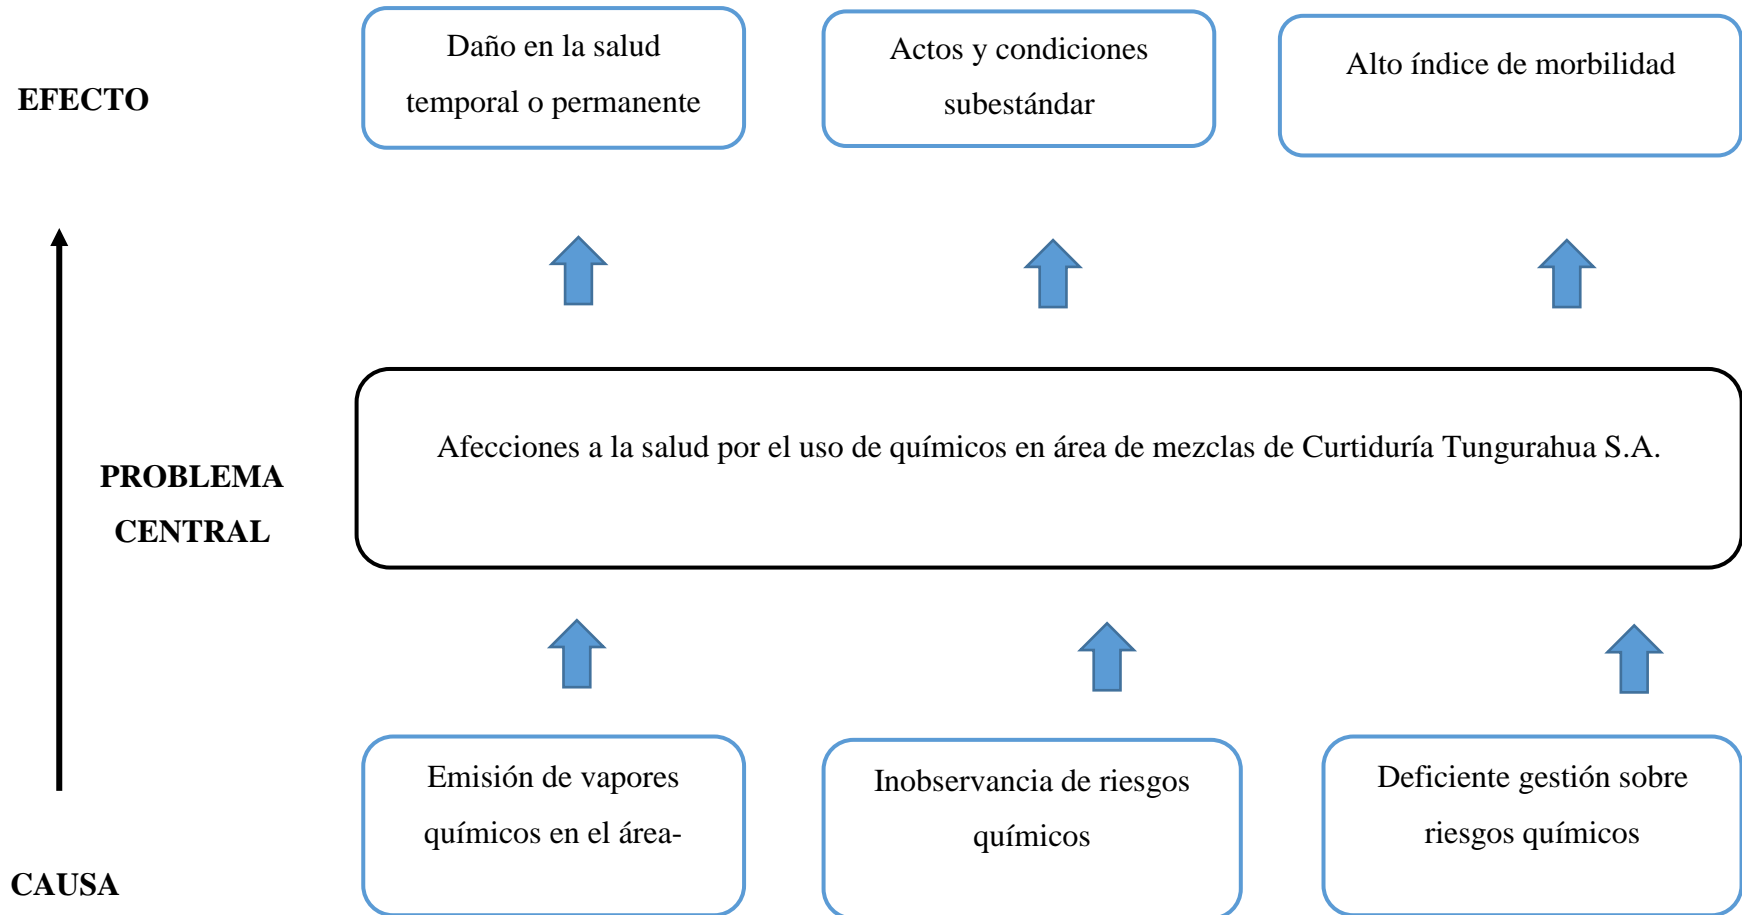 EFECTO
Daño en la salud
temporal o permanente
Actos y condiciones
subestándar
Alto índice de morbilidad
PROBLEMA
CENTRAL
Afecciones a la salud por el uso de químicos en área de mezclas de Curtiduría Tungurahua S.A.
Emisión de vapores
químicos en el área-
Inobservancia de riesgos
químicos
Deficiente gestión sobre
riesgos químicos
CAUSA